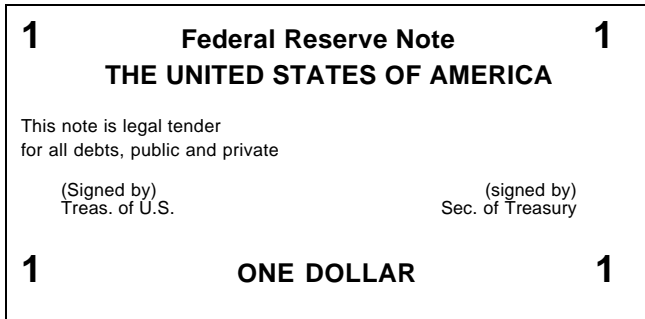 1 Federal Reserve Note 1
THE UNITED STATES OF AMERICA
This note is legal tender
for all debts, public and private
(Signed by) (signed by)
Treas. of U.S. Sec. of Treasury
1 ONE DOLLAR 1